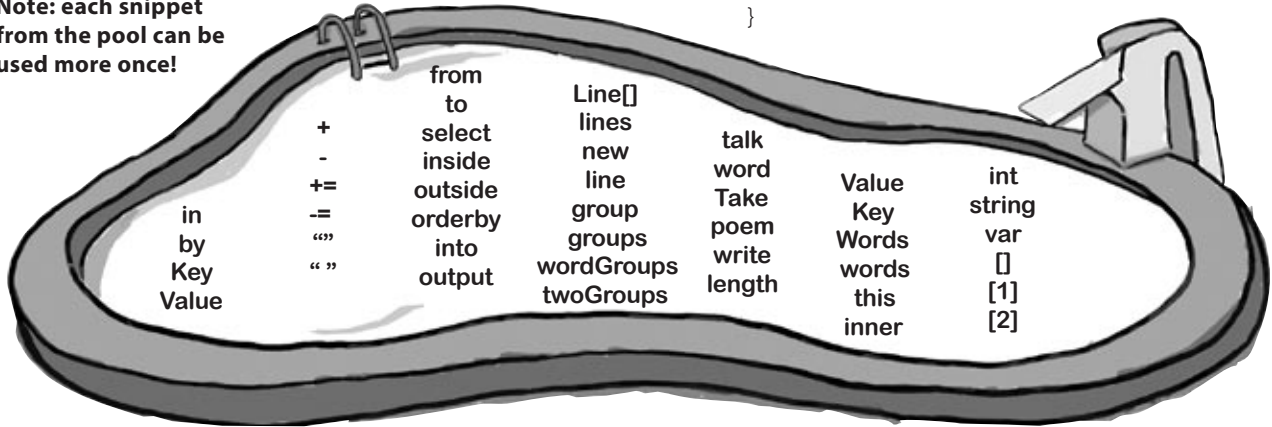 Note: each snippet
from the pool can be
used more once!
}
in
by
Key
Value
+
-
+=
-=
“”
“ ”
from
to
select
inside
outside
orderby
into
output
Line[]
lines
new
line
group
groups
wordGroups
twoGroups
talk
word
Take
poem
write
length
Value
Key
Words
words
this
inner
int
string
var
[]
[1]
[2]